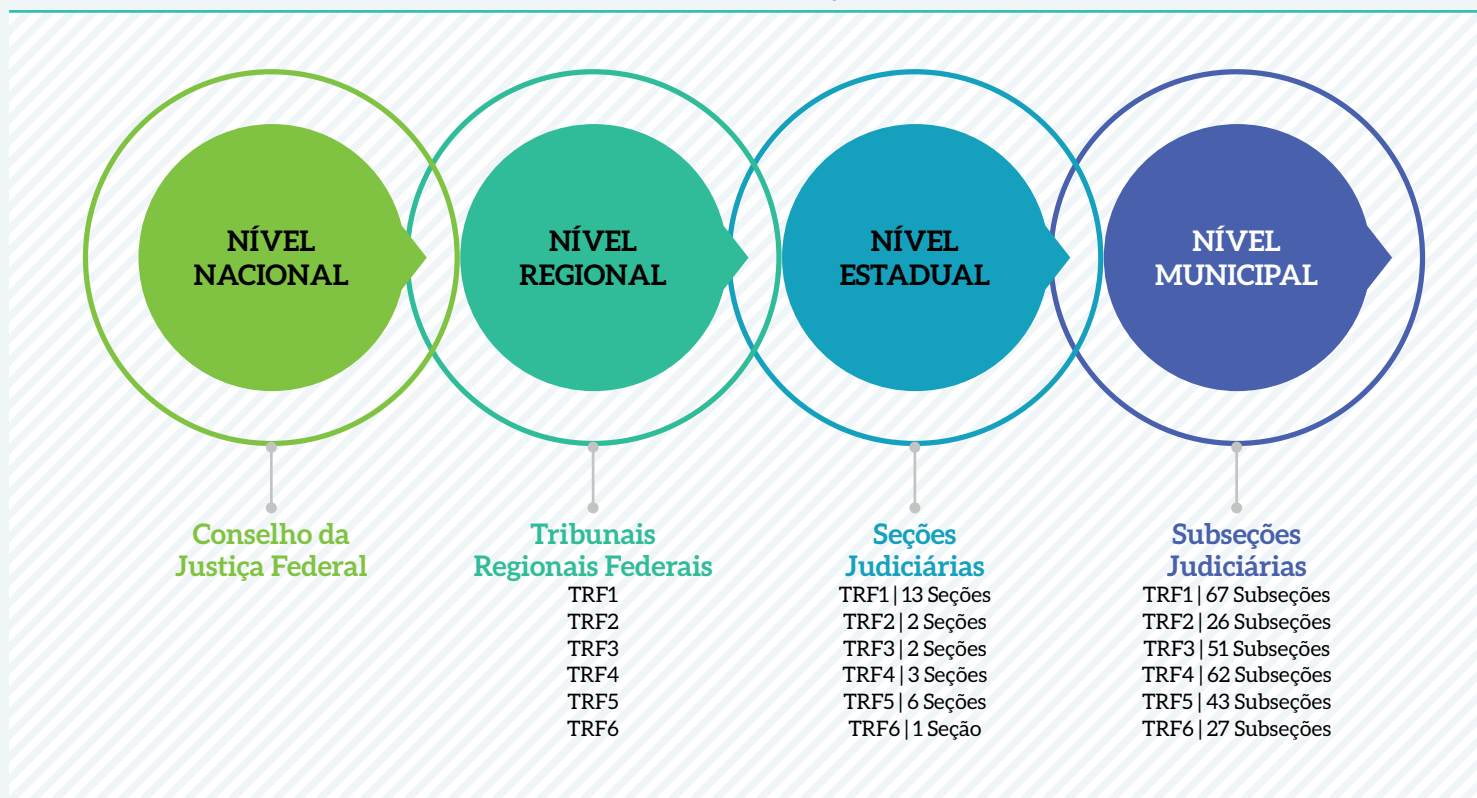 NÍVEL
NACIONAL
NÍVEL
REGIONAL
NÍVEL
ESTADUAL
NÍVEL
MUNICIPAL
Conselho da
Justiça Federal
Tribunais
Regionais Federais
TRF1
TRF2
TRF3
TRF4
TRF5
TRF6
Seções
Judiciárias
TRF1 | 13 Seções
TRF2 | 2 Seções
TRF3 | 2 Seções
TRF4 | 3 Seções
TRF5 | 6 Seções
TRF6 | 1 Seção
Subseções
Judiciárias
TRF1 | 67 Subseções
TRF2 | 26 Subseções
TRF3 | 51 Subseções
TRF4 | 62 Subseções
TRF5 | 43 Subseções
TRF6 | 27 Subseções